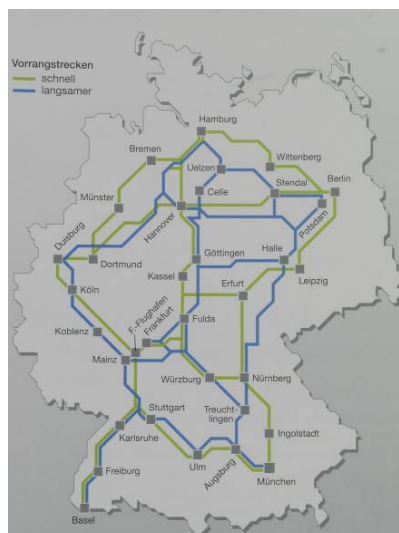 Vorrangstrecken
schnell
langsamer
Hamburg
Bremen
Uelzen
Wittenberg
Celle
Stendal
Berlin
Münster
Hannover
Potsdam
Duisburg
Dortmund
Göttingen
Halle
Kassel
Leipzig
Erfurt
Köln
F.-Flughafen
Frankfurt
Fulda
Koblenz
Mainz
Würzburg
Nürnberg
Stuttgart
Treucht-
lingen
Karlsruhe
Ingolstadt
Ulm
Augsburg
München
Freiburg
Basel